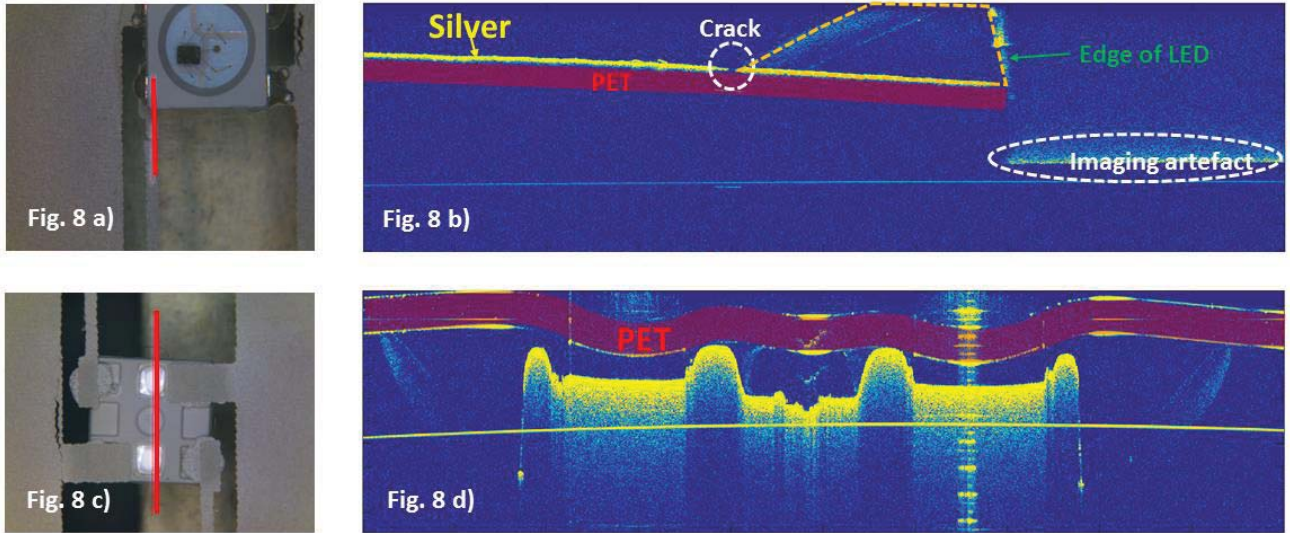 Fig. 8 a)
Silver
Crack
PET
Edge of LED
Imaging artefact
Fig. 8 b)
Fig. 8 c)
PET
Fig. 8 d)